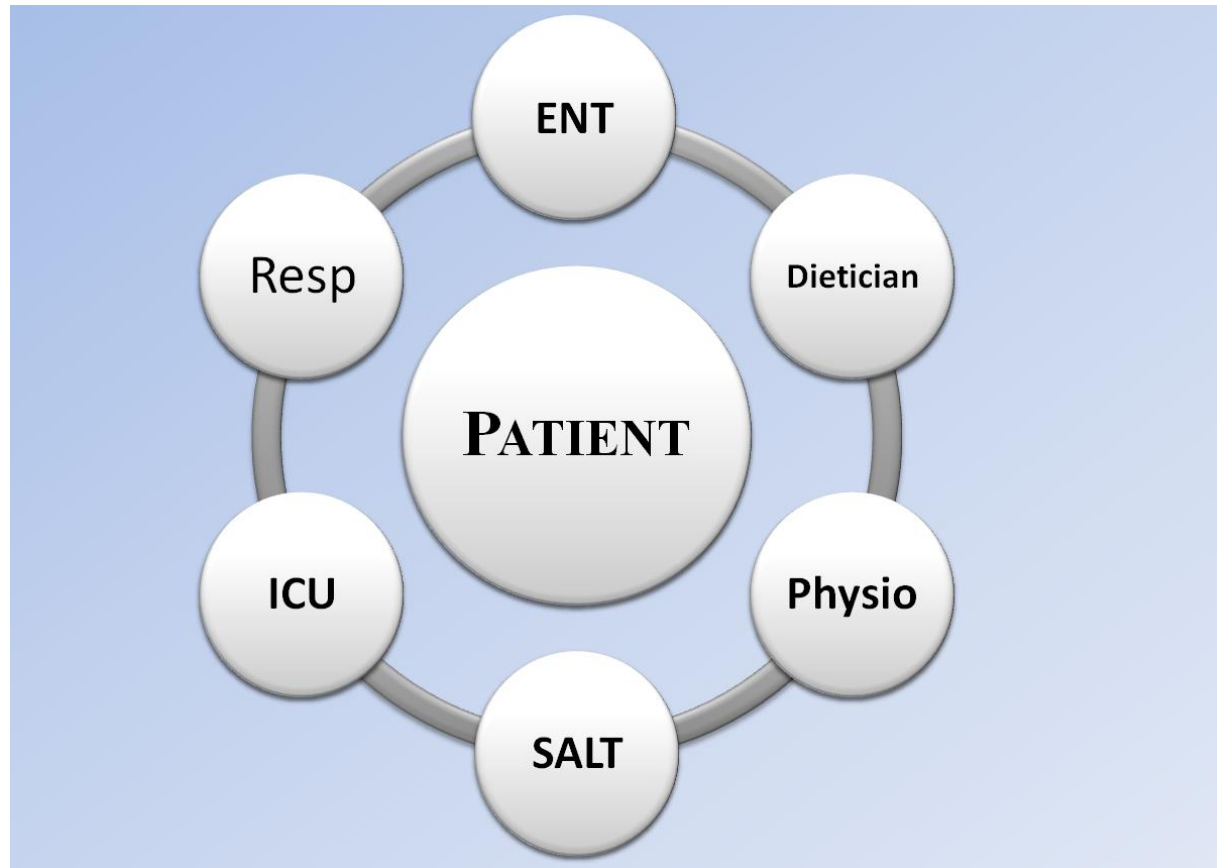 ENT
Resp
Dietician
PATIENT
ICU
Physio
SALT